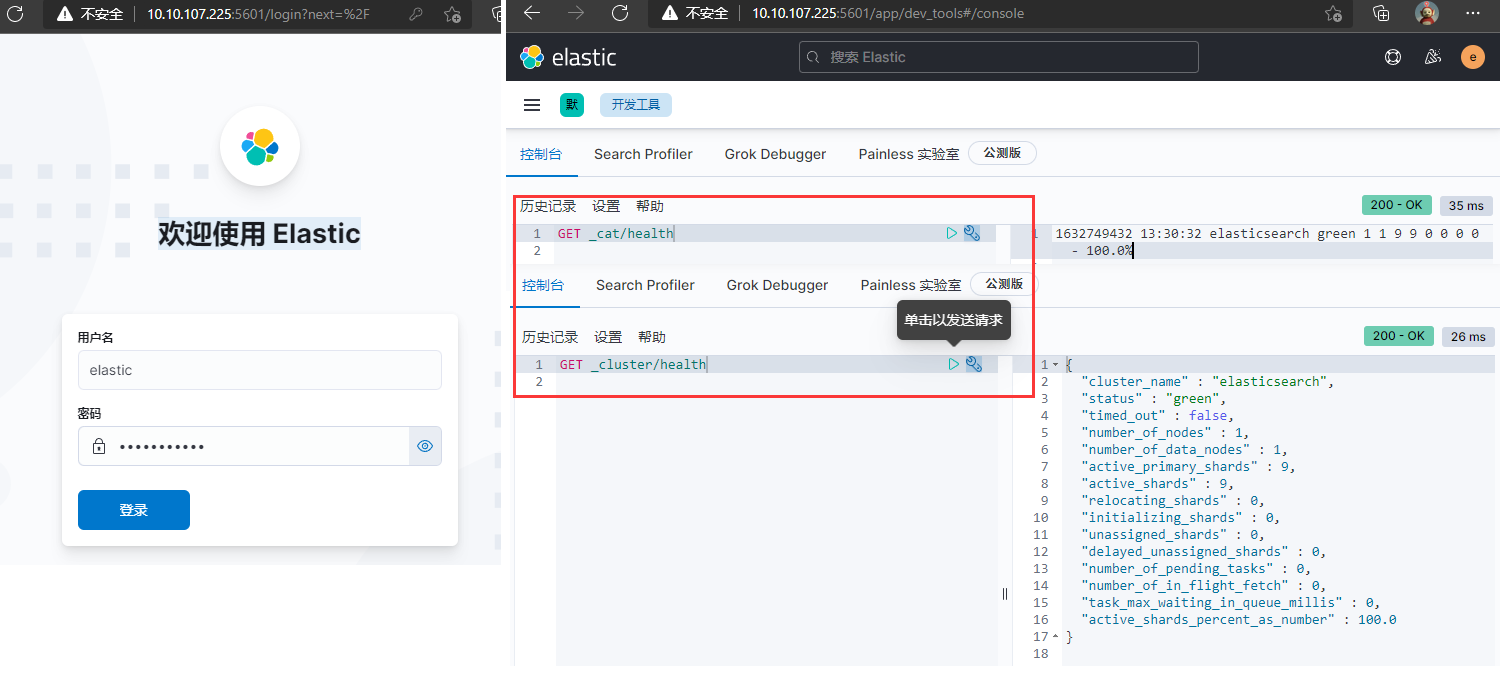 不安全 10.10.107.225:5601/login?next=%2F
欢迎使用 Elastic
用户名
elastic
密码
•••••••••••
登录
不安全 10.10.107.225:5601/app/dev_tools#/console
elastic
搜索 Elastic
e
默 开发工具
控制台 Search Profiler Grok Debugger Painless 实验室 公测版
历史记录 设置 帮助
200 - OK 35 ms
1 GET _cat/health
2
1 1632749432 13:30:32 elasticsearch green 1 1 9 9 0 0 0 0
- 100.0%
控制台 Search Profiler Grok Debugger Painless 实验室 公测版
单击以发送请求
历史记录 设置 帮助
200 - OK 26 ms
1 GET _cluster/health
2
1 {
2 "cluster_name" : "elasticsearch",
3 "status" : "green",
4 "timed_out" : false,
5 "number_of_nodes" : 1,
6 "number_of_data_nodes" : 1,
7 "active_primary_shards" : 9,
8 "active_shards" : 9,
9 "relocating_shards" : 0,
10 "initializing_shards" : 0,
11 "unassigned_shards" : 0,
12 "delayed_unassigned_shards" : 0,
13 "number_of_pending_tasks" : 0,
14 "number_of_in_flight_fetch" : 0,
15 "task_max_waiting_in_queue_millis" : 0,
16 "active_shards_percent_as_number" : 100.0
17 }
18